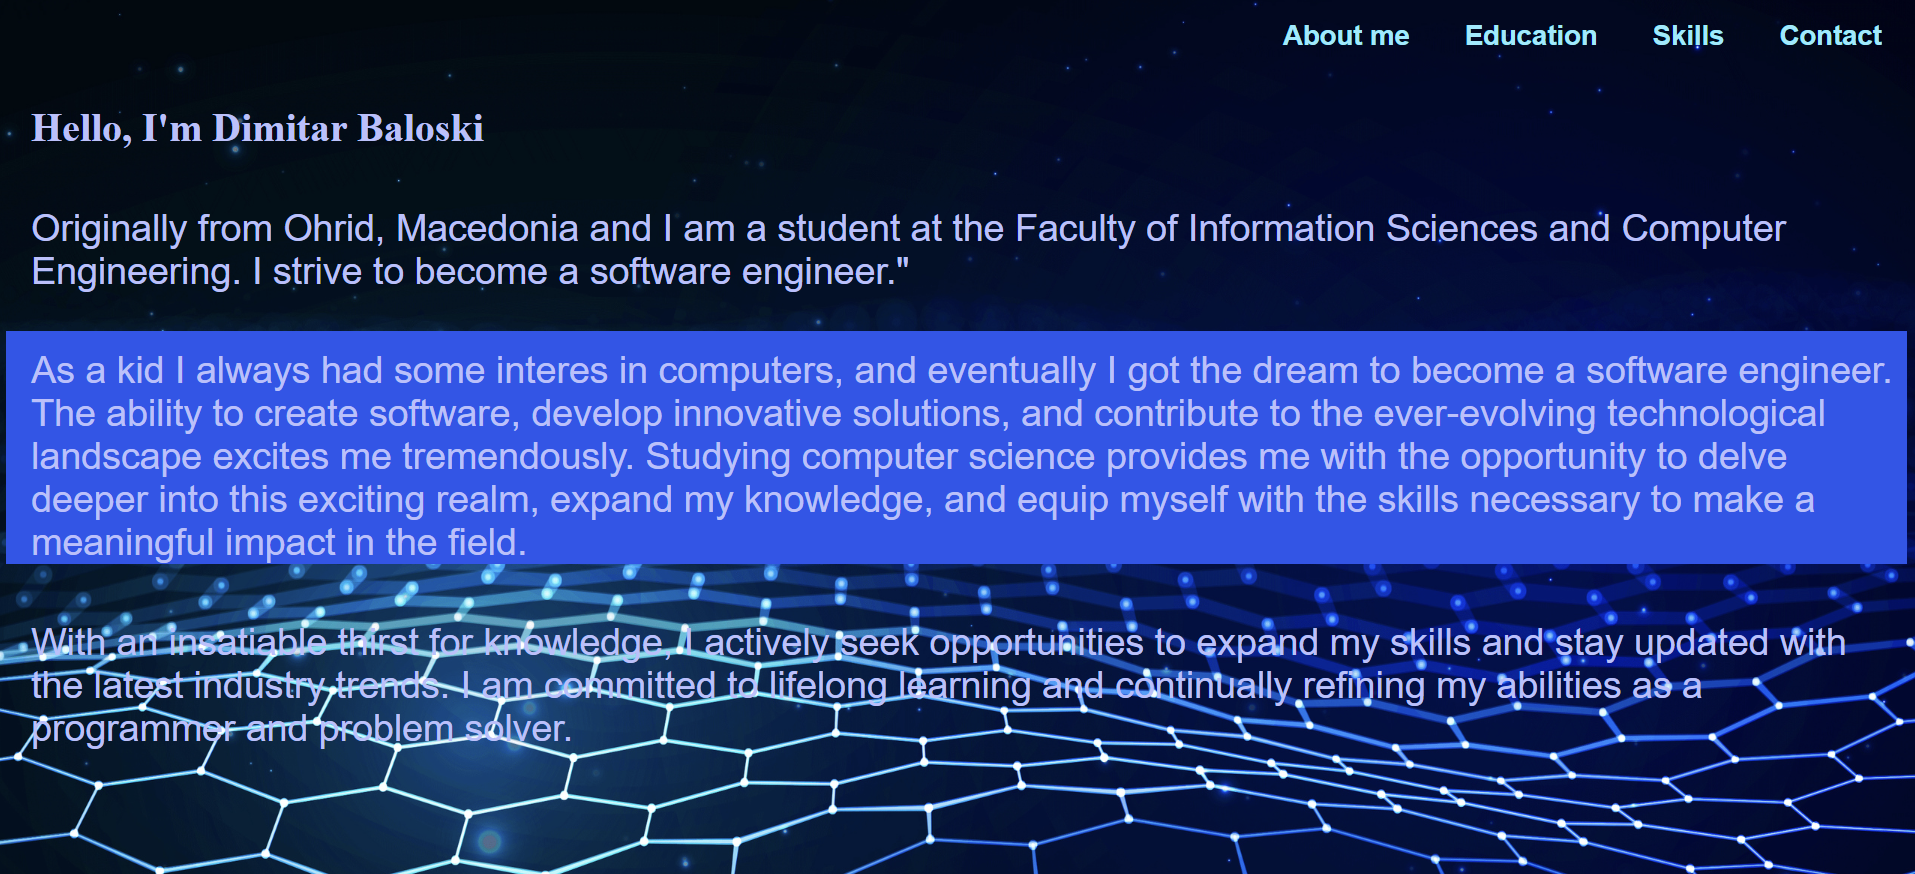 About me Education Skills Contact
Hello, I'm Dimitar Baloski
Originally from Ohrid, Macedonia and I am a student at the Faculty of Information Sciences and Computer
Engineering. I strive to become a software engineer."
As a kid I always had some interes in computers, and eventually I got the dream to become a software engineer.
The ability to create software, develop innovative solutions, and contribute to the ever-evolving technological
landscape excites me tremendously. Studying computer science provides me with the opportunity to delve
deeper into this exciting realm, expand my knowledge, and equip myself with the skills necessary to make a
meaningful impact in the field.
With an insatiable thirst for knowledge, I actively seek opportunities to expand my skills and stay updated with
the latest industry trends. I am committed to lifelong learning and continually refining my abilities as a
programmer and problem solver.